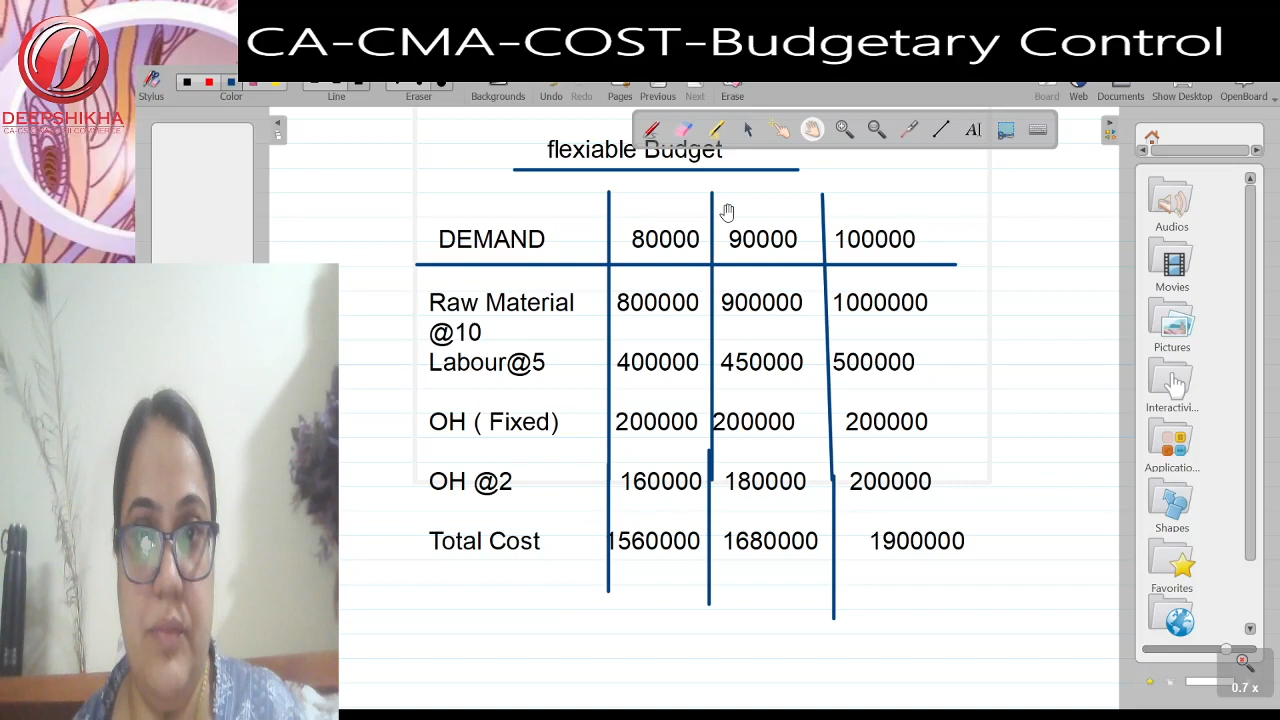 CA-CMA-COST-Budgetary Control
DEEPSHIKHA
Stylus Color Line Eraser Backgrounds Undo Redo Pages Previous Next Erase Board Web Documents Show Desktop OpenBoard
flexiable Budget
DEMAND 80000 90000 100000
Raw Material 800000 900000 1000000
@10
Labour@5 400000 450000 500000
OH ( Fixed) 200000 200000 200000
OH @2 160000 180000 200000
Total Cost 1560000 1680000 1900000
Audios
Movies
Pictures
Interactivi...
Applicatio...
Shapes
Favorites
0.7 x